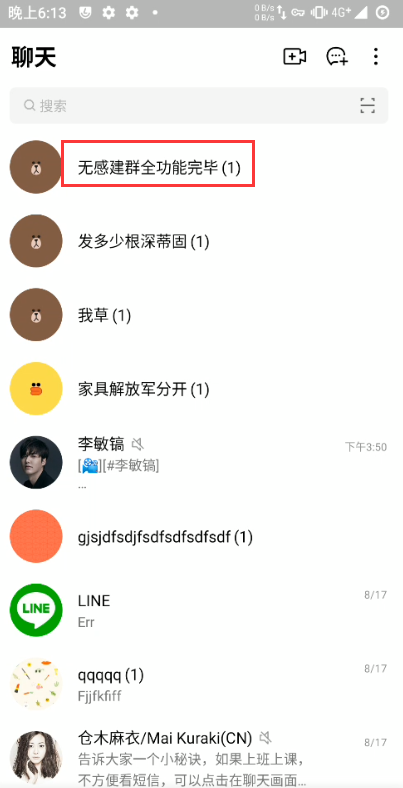 晚上6:13
0 B/s
0 B/s
4G+
聊天
搜索
无感建群全功能完毕 (1)
发多少根深蒂固 (1)
我草 (1)
家具解放军分开 (1)
李敏镐
下午3:50
[][#李敏镐]
...
gjsjdfsdjfsdfsdfsdfsdf (1)
LINE
LINE
8/17
Err
qqqqq (1)
8/17
Fjjfkfiff
仓木麻衣/Mai Kuraki(CN)
8/17
告诉大家一个小秘诀，如果上班上课，
不方便看短信，可以点击在聊天画面...